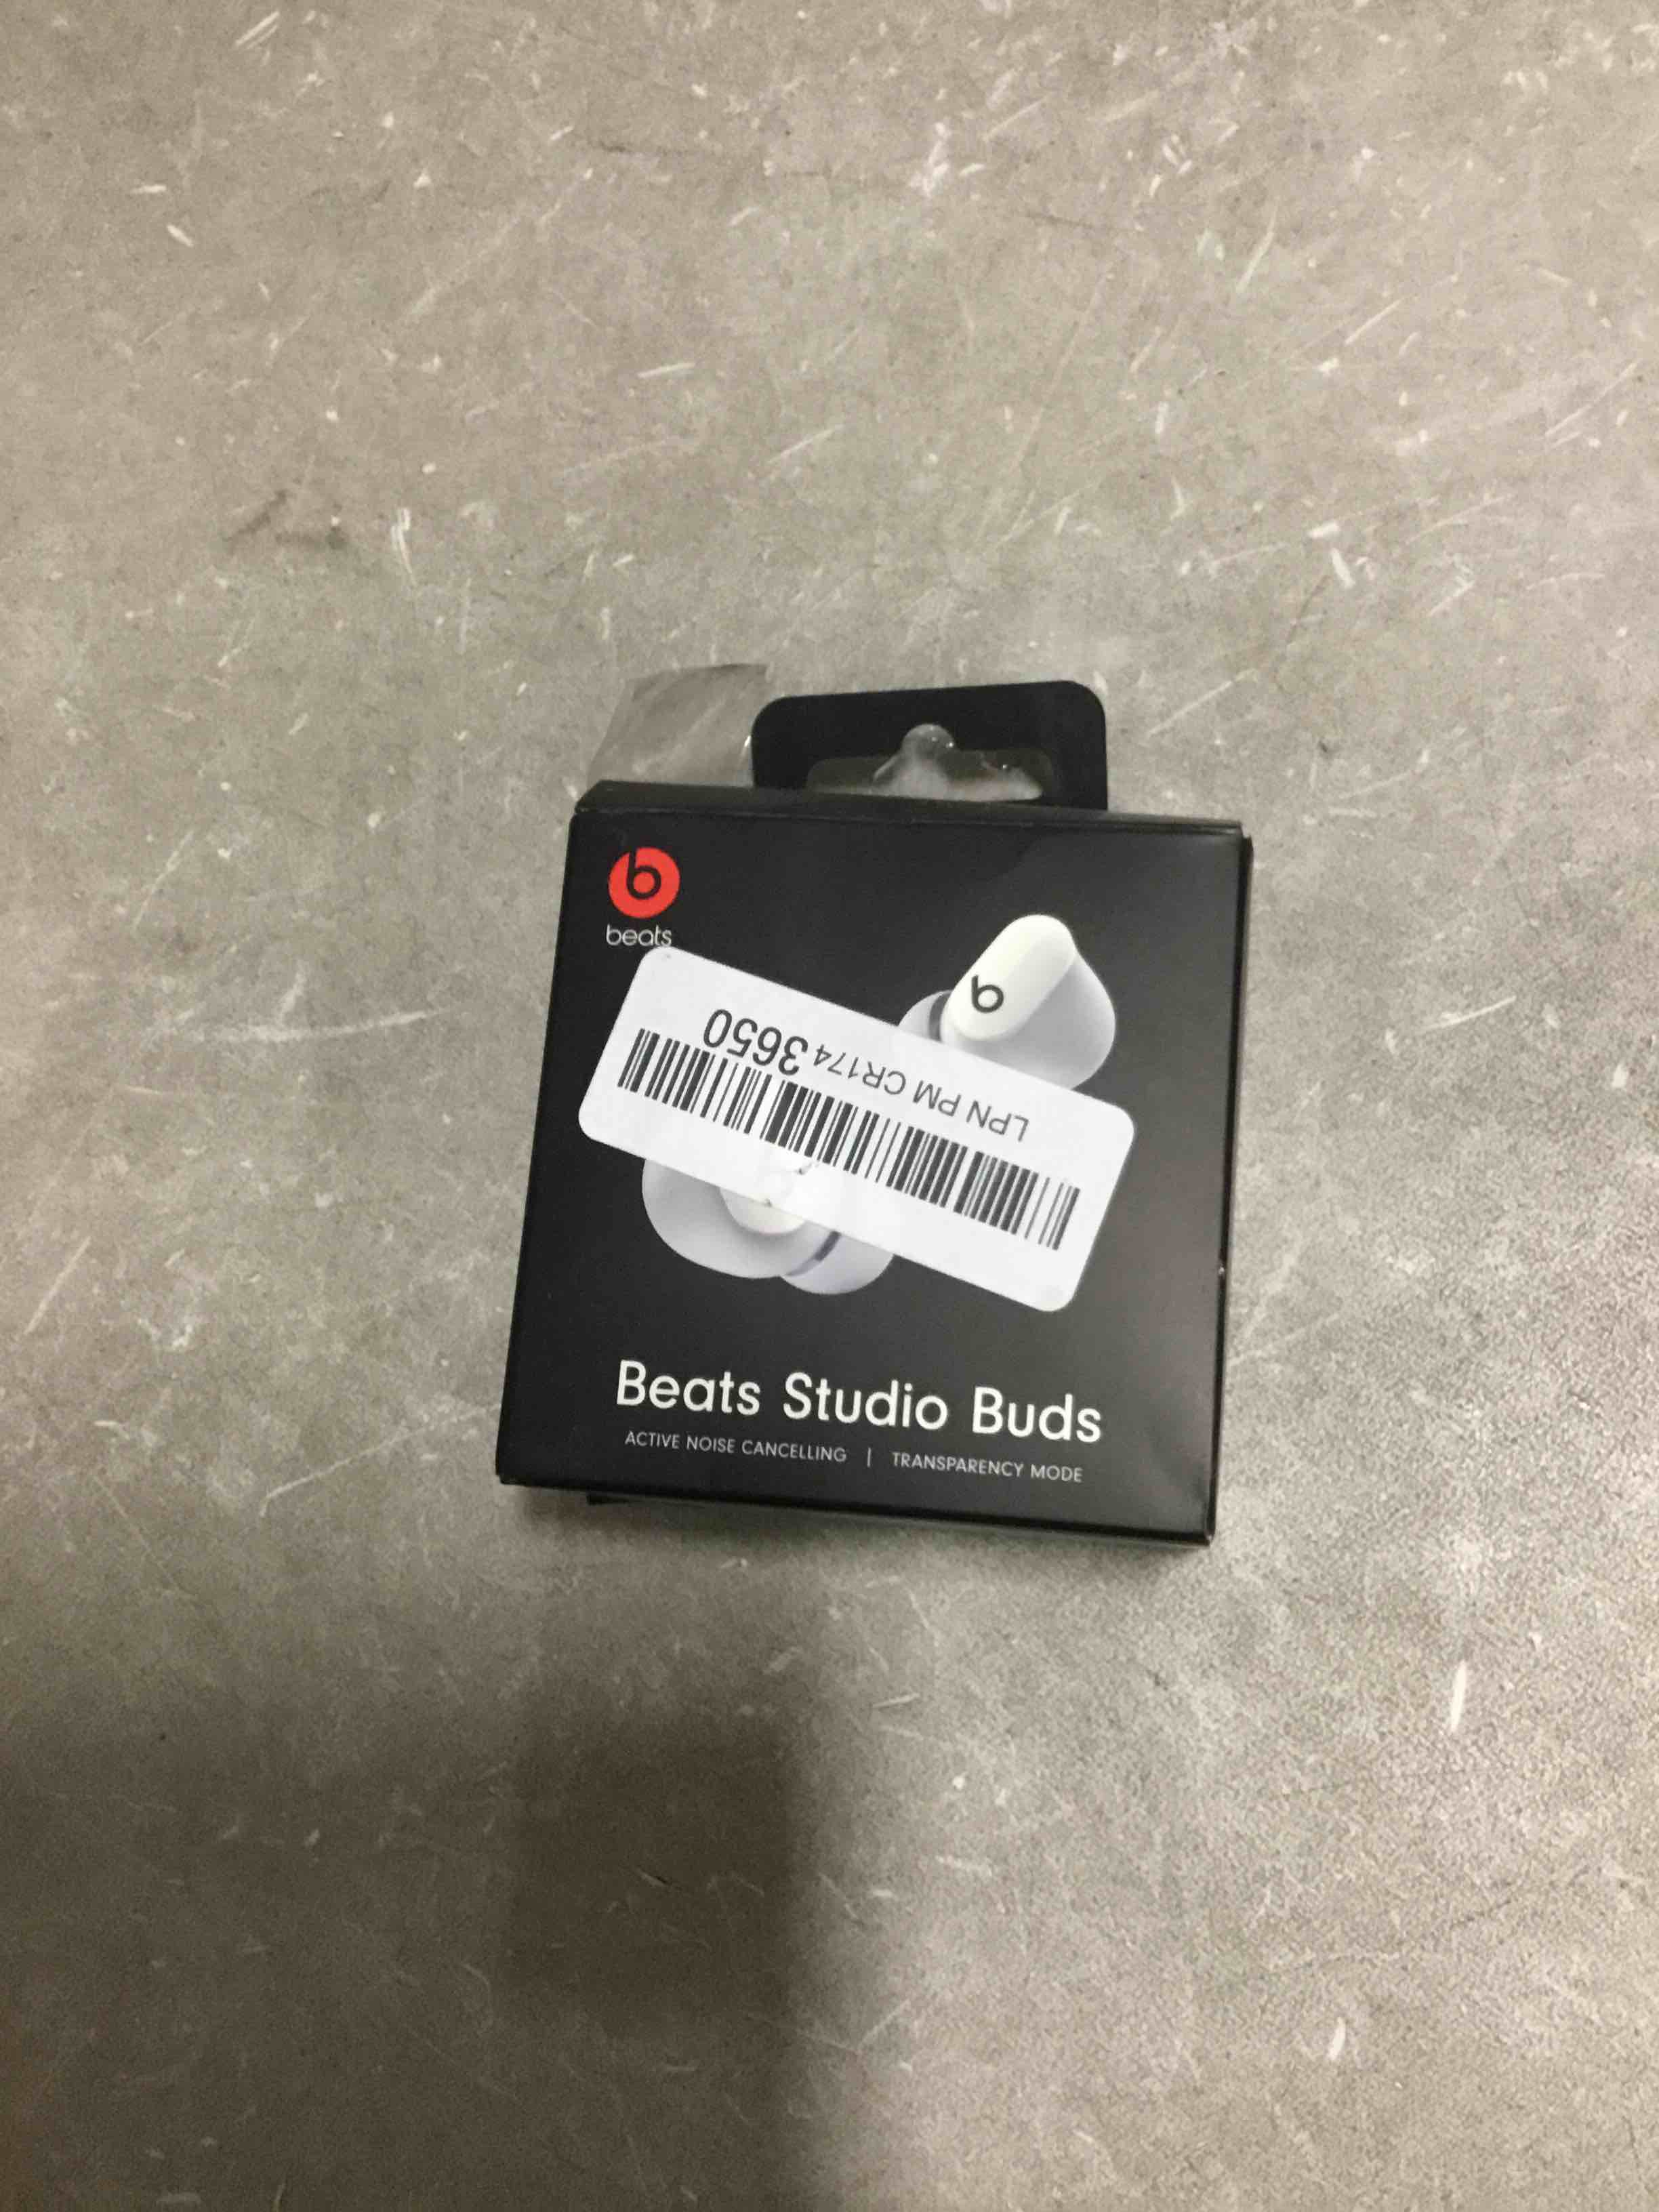 beats
LPN PM CR174 3650
Beats Studio Buds
ACTIVE NOISE CANCELLING | TRANSPARENCY MODE